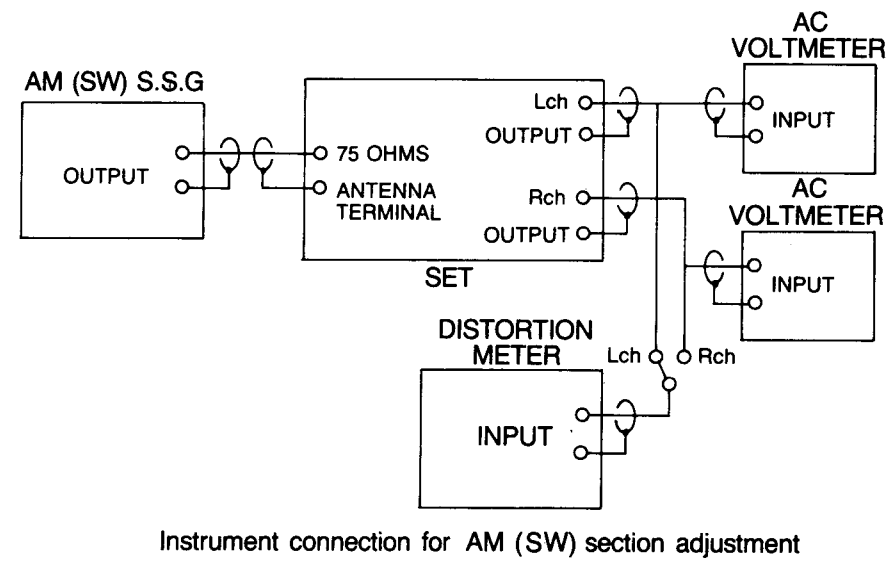 AM (SW) S.S.G
OUTPUT
75 OHMS
ANTENNA
TERMINAL
Lch
OUTPUT
Rch
OUTPUT
SET
AC
VOLTMETER
INPUT
AC
VOLTMETER
INPUT
DISTORTION
METER
Lch
Rch
INPUT
Instrument connection for AM (SW) section adjustment